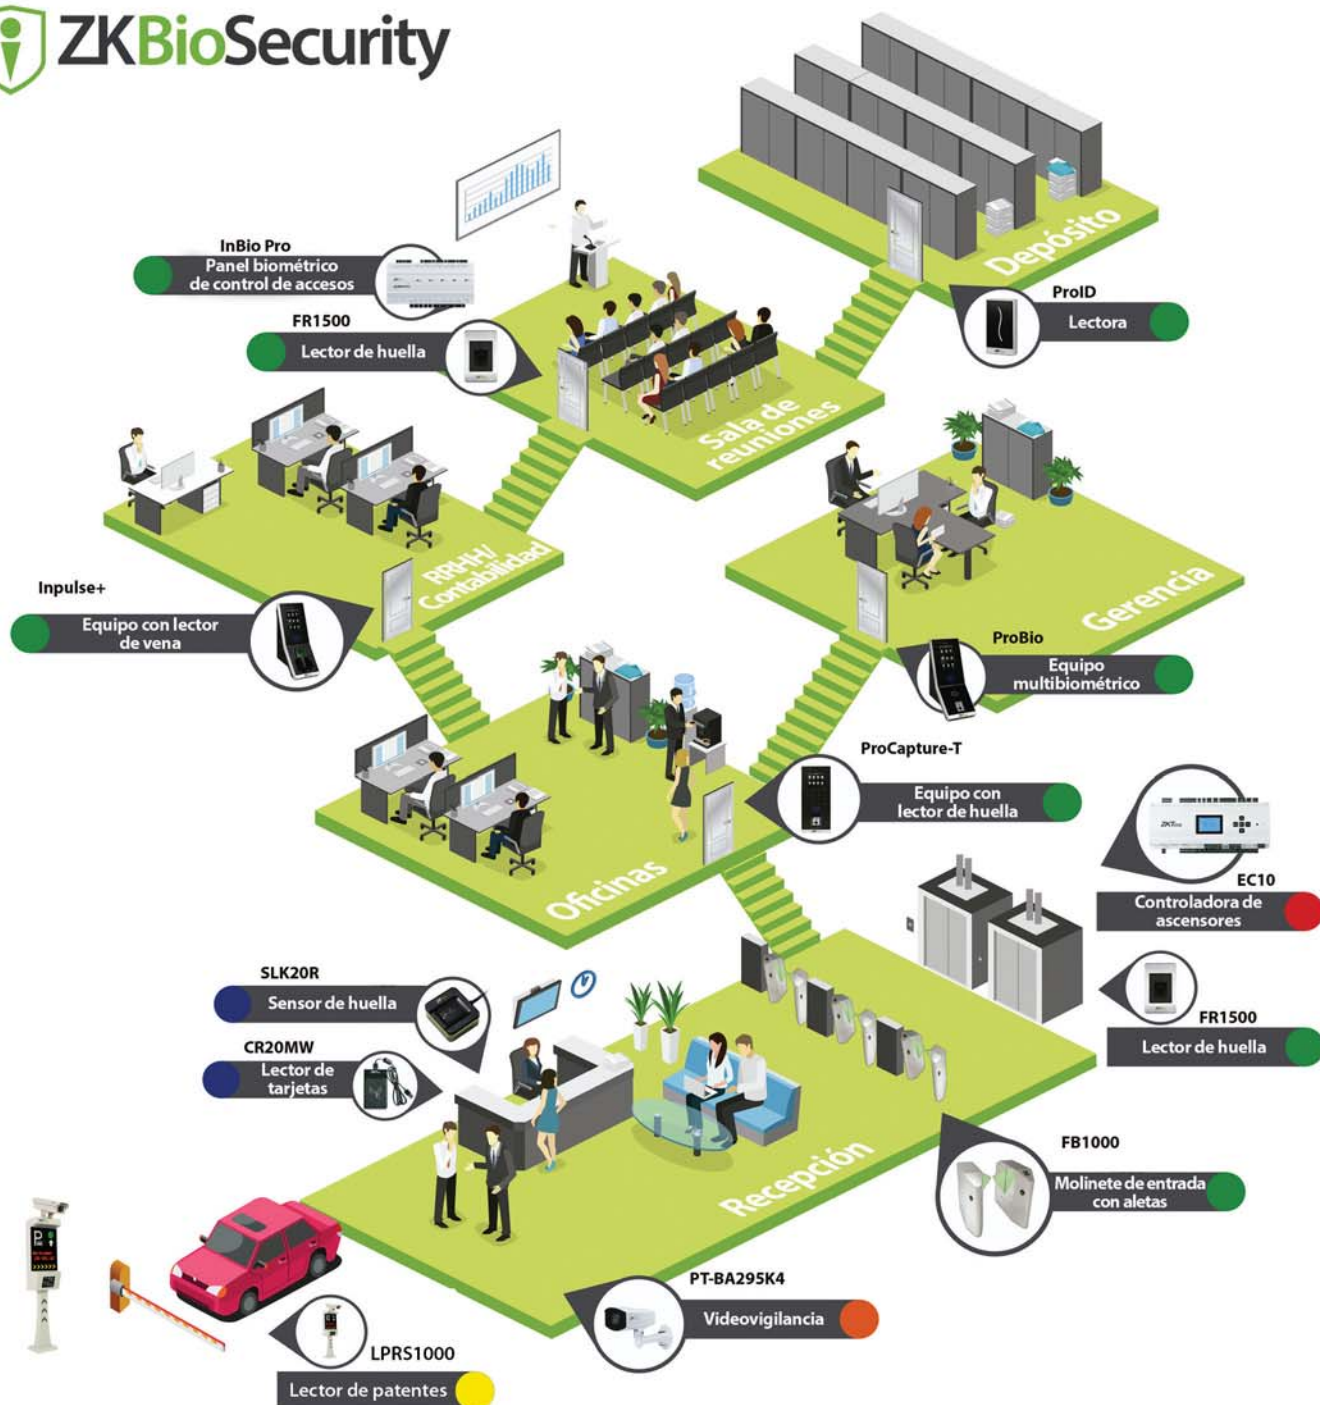 ZKBioSecurity
Depósito
InBio Pro
Panel biométrico
de control de accesos
ProID
Lectora
FR1500
Lector de huella
Sala de
reuniones
RRHH/
Contabilidad
Gerencia
Inpulse+
Equipo con lector
de vena
ProBio
Equipo
multibiométrico
ProCapture-T
Equipo con
lector de huella
Oficinas
EC10
Controladora de
ascensores
SLK20R
Sensor de huella
FR1500
Lector de huella
CR20MW
Lector de
tarjetas
FB1000
Molinete de entrada
con aletas
Recepción
PT-BA295K4
Videovigilancia
LPRS1000
Lector de patentes